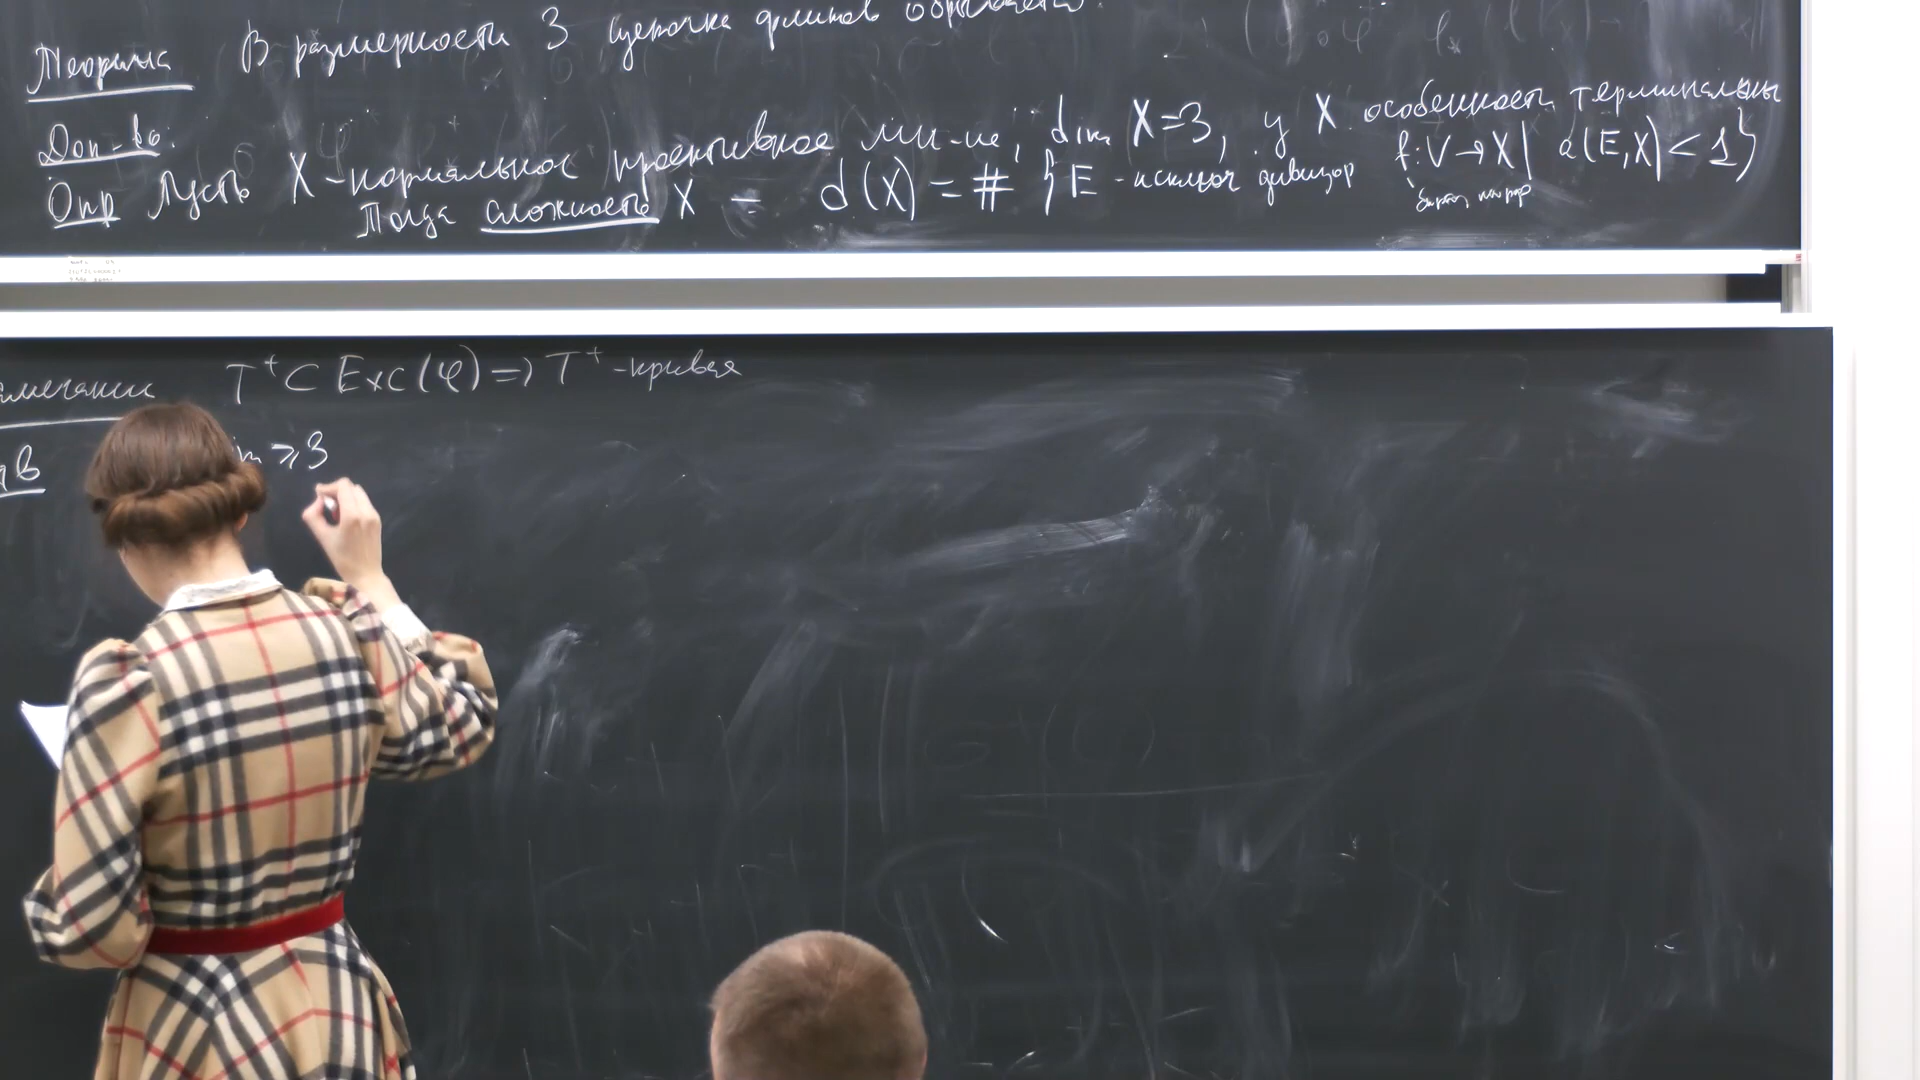 Теорема В размерности 3 цепочка флипов обрывается.
Док-во:
Опр Пусть X - нормальное проективное мн-ие, dim X=3, у X особенности терминальны
Тогда сложность X = d(X) = # {E - исключ дивизор f: V → X | a(E,X) < 1}
T⁺ ⊂ Exc(φ) => T⁺ - кривая
⩾ 3